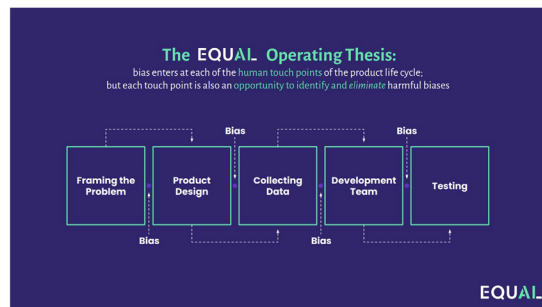 The EQUAL Operating Thesis:
bias enters at each of the human touch points of the product life cycle;
but each touch point is also an opportunity to identify and eliminate harmful biases
Bias
Bias
Framing the
Problem
Product
Design
Collecting
Data
Development
Team
Testing
Bias
Bias
EQUAL